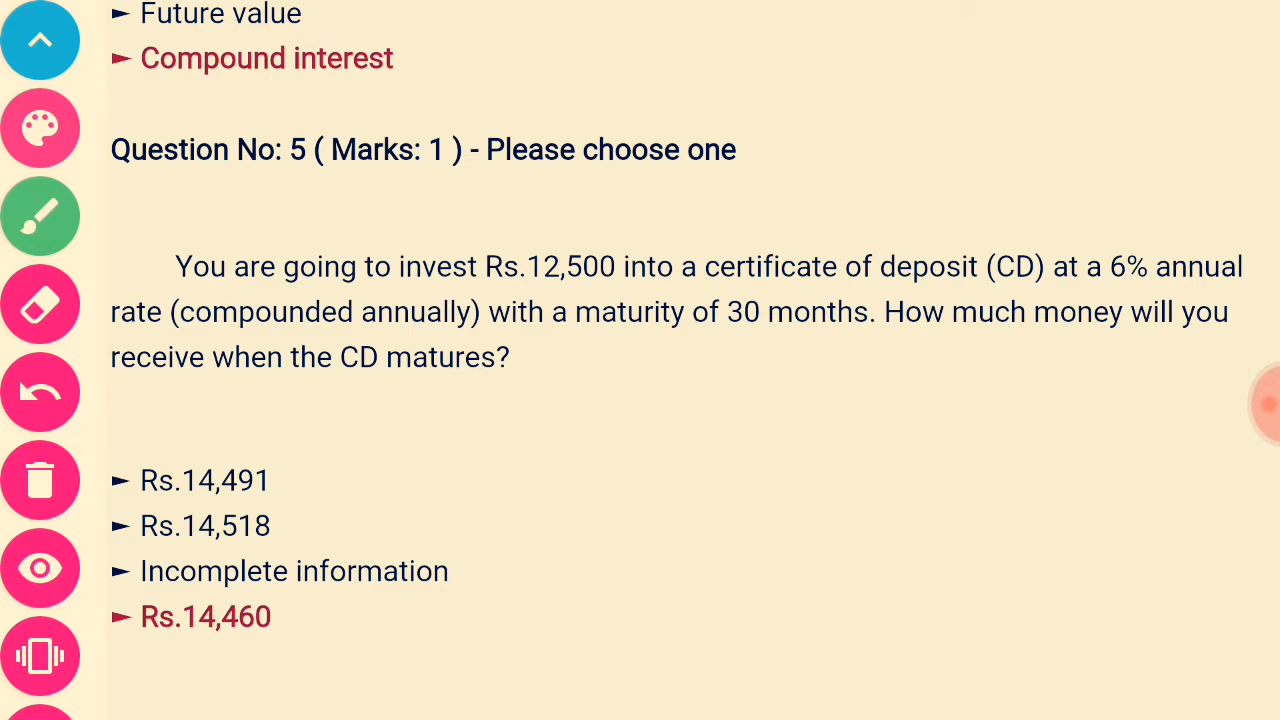 ► Future value
► Compound interest
Question No: 5 ( Marks: 1 ) - Please choose one
You are going to invest Rs.12,500 into a certificate of deposit (CD) at a 6% annual
rate (compounded annually) with a maturity of 30 months. How much money will you
receive when the CD matures?
► Rs.14,491
► Rs.14,518
► Incomplete information
► Rs.14,460